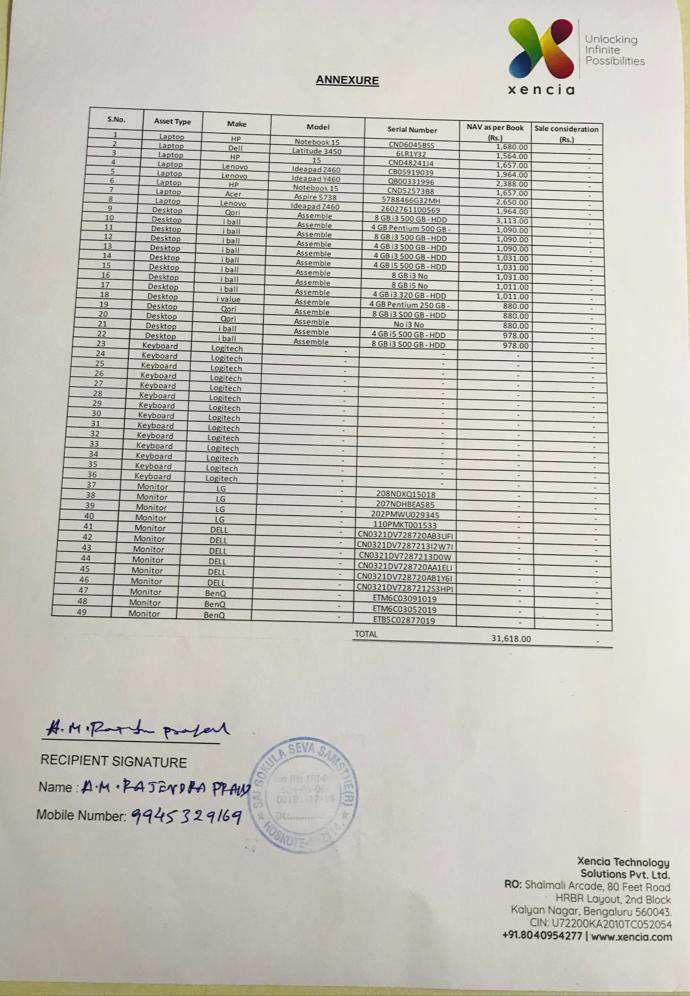 Unlocking
Infinite
Possibilities
xencia
ANNEXURE
S.No. Asset Type Make Model Serial Number NAV as per Book (Rs.) Sale consideration (Rs.)
1 Laptop HP Notebook 15 CND6045BSS 1,680.00 -
2 Laptop Dell Latitude 3450 6LR1Y32 1,564.00 -
3 Laptop HP 15 CND48241J4 1,657.00 -
4 Laptop Lenovo Ideapad Z460 CB05919039 1,964.00 -
5 Laptop Lenovo Ideapad Y460 QB00331996 2,388.00 -
6 Laptop HP Notebook 15 CND52573B8 1,657.00 -
7 Laptop Acer Aspire 5738 5788466G32MH 2,650.00 -
8 Laptop Lenovo Ideapad Z460 2602761100569 1,964.00 -
9 Desktop Qori Assemble 8 GB i3 500 GB - HDD 3,113.00 -
10 Desktop i ball Assemble 4 GB Pentium 500 GB - 1,090.00 -
11 Desktop i ball Assemble 8 GB i3 500 GB - HDD 1,090.00 -
12 Desktop i ball Assemble 4 GB i3 500 GB - HDD 1,090.00 -
13 Desktop i ball Assemble 4 GB i3 500 GB - HDD 1,031.00 -
14 Desktop i ball Assemble 4 GB i5 500 GB - HDD 1,031.00 -
15 Desktop i ball Assemble 8 GB i3 No 1,031.00 -
16 Desktop i ball Assemble 8 GB i5 No 1,011.00 -
17 Desktop i ball Assemble 4 GB i3 320 GB - HDD 1,011.00 -
18 Desktop i value Assemble 4 GB Pentium 250 GB - 880.00 -
19 Desktop Qori Assemble 8 GB i3 500 GB - HDD 880.00 -
20 Desktop Qori Assemble No i3 No 880.00 -
21 Desktop i ball Assemble 4 GB i5 500 GB - HDD 978.00 -
22 Desktop i ball Assemble 8 GB i3 500 GB - HDD 978.00 -
23 Keyboard Logitech - - - -
24 Keyboard Logitech - - - -
25 Keyboard Logitech - - - -
26 Keyboard Logitech - - - -
27 Keyboard Logitech - - - -
28 Keyboard Logitech - - - -
29 Keyboard Logitech - - - -
30 Keyboard Logitech - - - -
31 Keyboard Logitech - - - -
32 Keyboard Logitech - - - -
33 Keyboard Logitech - - - -
34 Keyboard Logitech - - - -
35 Keyboard Logitech - - - -
36 Keyboard Logitech - - - -
37 Monitor LG - 208NDXQ15018 - -
38 Monitor LG - 207NDHBEA585 - -
39 Monitor LG - 202PMWU029345 - -
40 Monitor LG - 110PMKT001533 - -
41 Monitor DELL - CN0321DV728720AB3UFI - -
42 Monitor DELL - CN0321DV7287213I2W7I - -
43 Monitor DELL - CN0321DV7287213D0W - -
44 Monitor DELL - CN0321DV728720AA1ELI - -
45 Monitor DELL - CN0321DV728720AB1Y6I - -
46 Monitor DELL - CN0321DV7287212S3HPI - -
47 Monitor BenQ - ETM6C03091019 - -
48 Monitor BenQ - ETM6C03052019 - -
49 Monitor BenQ - ETB5C02877019 - -
TOTAL 31,618.00 -
RECIPIENT SIGNATURE
Name : A.M. RAJENDRA PRASAD
Mobile Number: 9945329169
SAI GOKULA SEVA SAMSTHE(R)
HOSKOTE
Xencia Technology
Solutions Pvt. Ltd.
RO: Shalmali Arcade, 80 Feet Road
HRBR Layout, 2nd Block
Kalyan Nagar, Bengaluru 560043.
CIN: U72200KA2010TC052054
+91.8040954277 | www.xencia.com